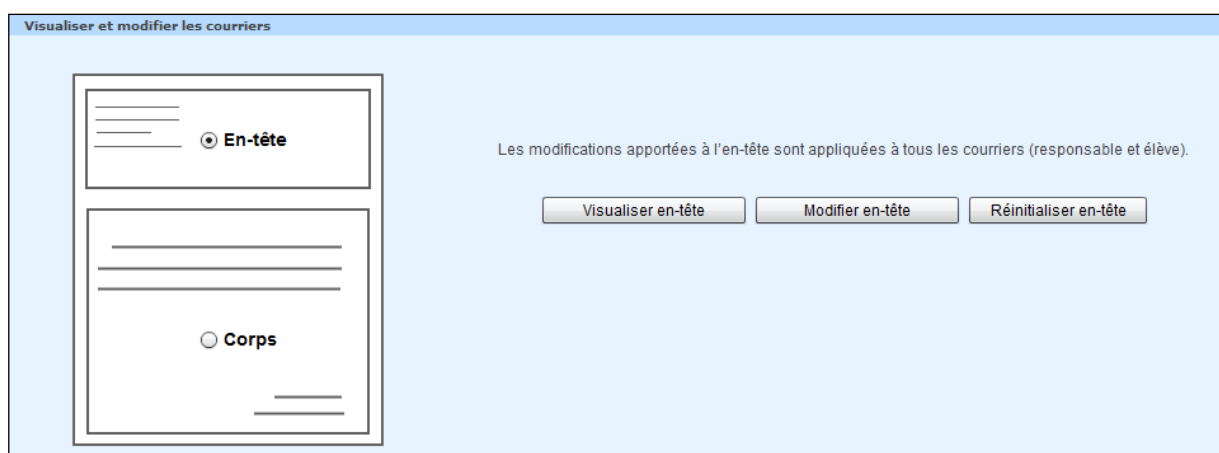 Visualiser et modifier les courriers
En-tête
Les modifications apportées à l'en-tête sont appliquées à tous les courriers (responsable et élève).
Visualiser en-tête
Modifier en-tête
Réinitialiser en-tête
Corps